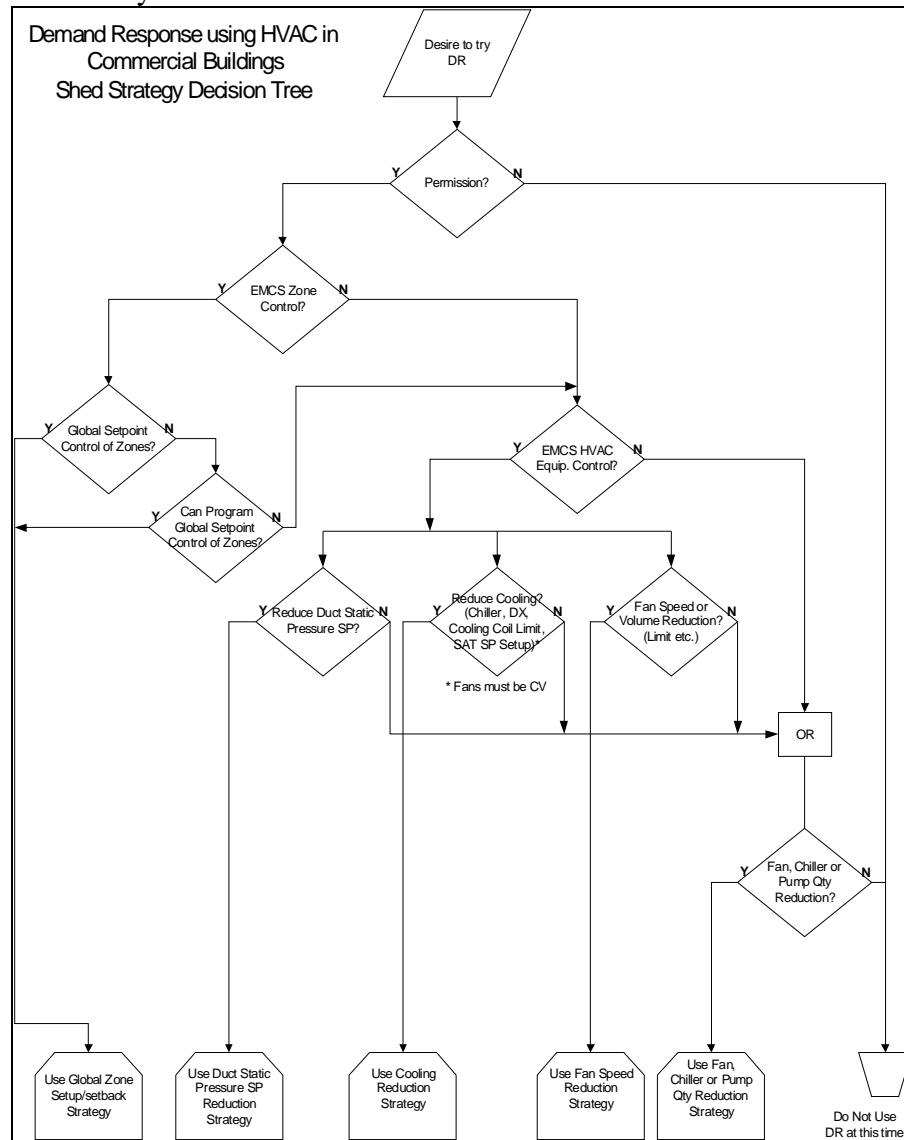 Demand Response using HVAC in
Commercial Buildings
Shed Strategy Decision Tree
Desire to try
DR
Permission?
Y
N
EMCS Zone
Control?
Y
N
Global Setpoint
Control of Zones?
Y
N
Can Program
Global Setpoint
Control of Zones?
Y
N
EMCS HVAC
Equip. Control?
Y
N
Reduce Duct Static
Pressure SP?
Y
N
Reduce Cooling?
(Chiller, DX,
Cooling Coil Limit,
SAT SP Setup)*
Y
N
* Fans must be CV
Fan Speed or
Volume Reduction?
(Limit etc.)
Y
N
OR
Fan, Chiller or
Pump Qty
Reduction?
Y
N
Use Global Zone
Setup/setback
Strategy
Use Duct Static
Pressure SP
Reduction
Strategy
Use Cooling
Reduction
Strategy
Use Fan Speed
Reduction
Strategy
Use Fan,
Chiller or Pump
Qty Reduction
Strategy
Do Not Use
DR at this time